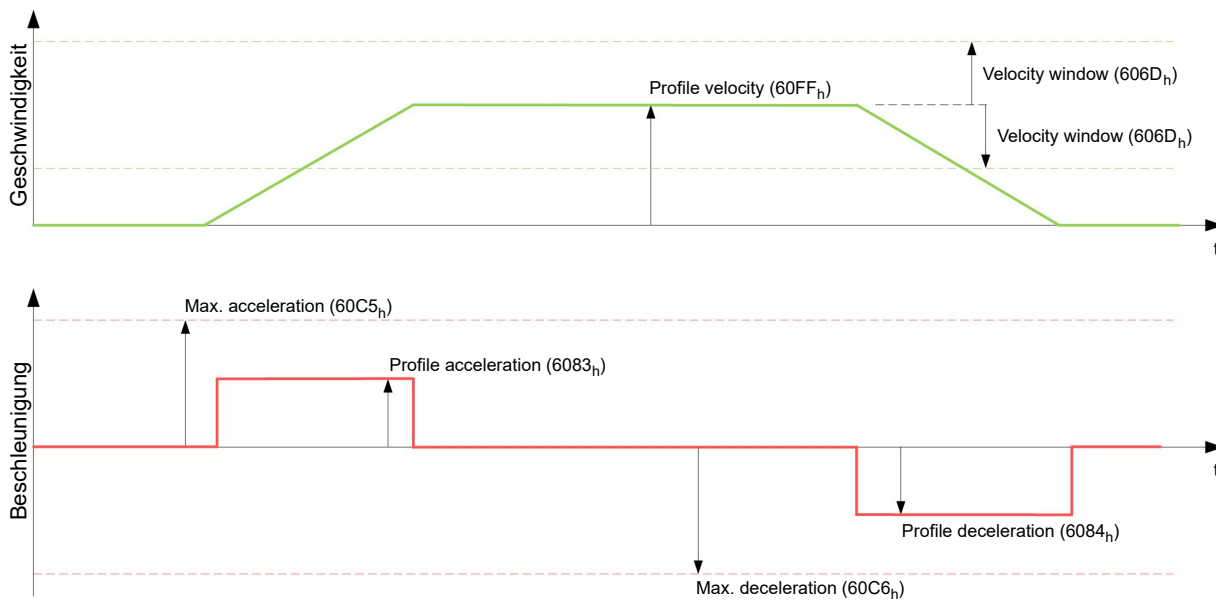 Geschwindigkeit
Profile velocity (60FFh)
Velocity window (606Dh)
Velocity window (606Dh)
t
Beschleunigung
Max. acceleration (60C5h)
Profile acceleration (6083h)
t
Profile deceleration (6084h)
Max. deceleration (60C6h)